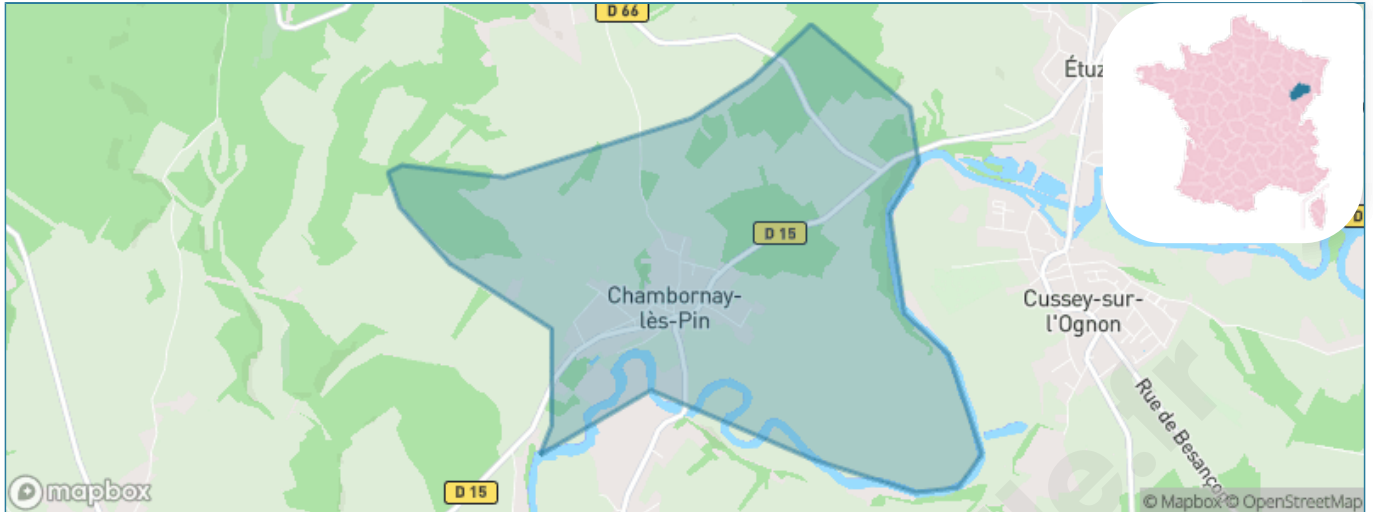 D 66
Étuz
D 15
Chambornay-
lès-Pin
Cussey-sur-
l'Ognon
Rue de Besançon
D 15
mapbox
© Mapbox © OpenStreetMap